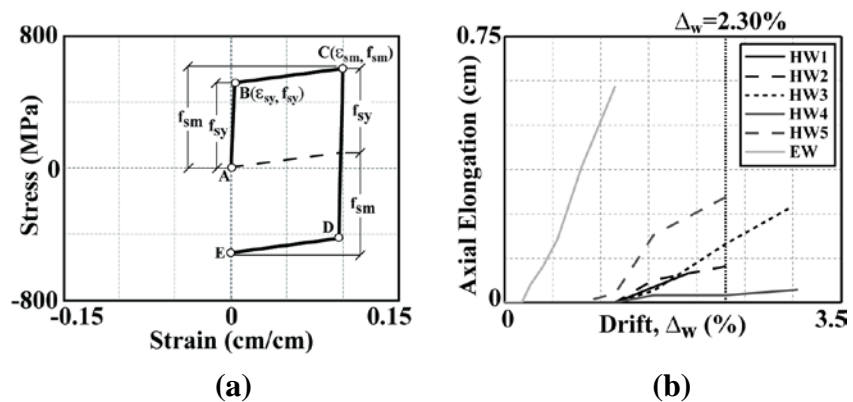 800
C(εsm, fsm)
B(εsy, fsy)
fsm
fsy
fsy
A
0
fsm
D
E
-800
-0.15
0
0.15
Stress (MPa)
Strain (cm/cm)
(a)
Δw=2.30%
0.75
HW1
HW2
HW3
HW4
HW5
EW
Axial Elongation (cm)
0
0
3.5
Drift, Δw (%)
(b)